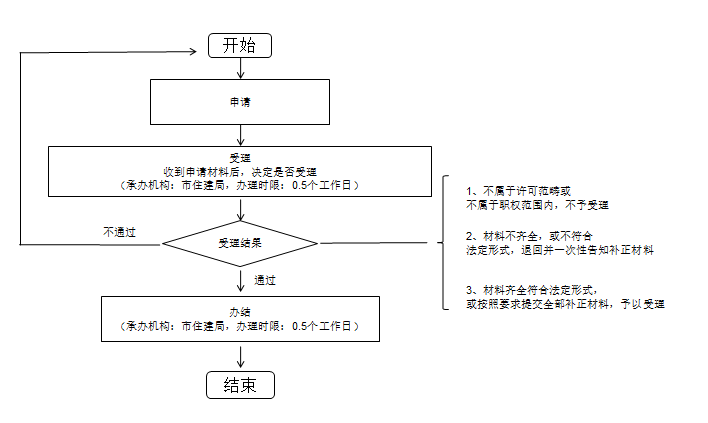 开始
申请
受理
收到申请材料后，决定是否受理
（承办机构：市住建局，办理时限：0.5个工作日）
1、不属于许可范畴或
不属于职权范围内，不予受理
不通过
受理结果
2、材料不齐全，或不符合
法定形式，退回并一次性告知补正材料
通过
3、材料齐全符合法定形式，
或按照要求提交全部补正材料，予以受理
办结
（承办机构：市住建局，办理时限：0.5个工作日）
结束